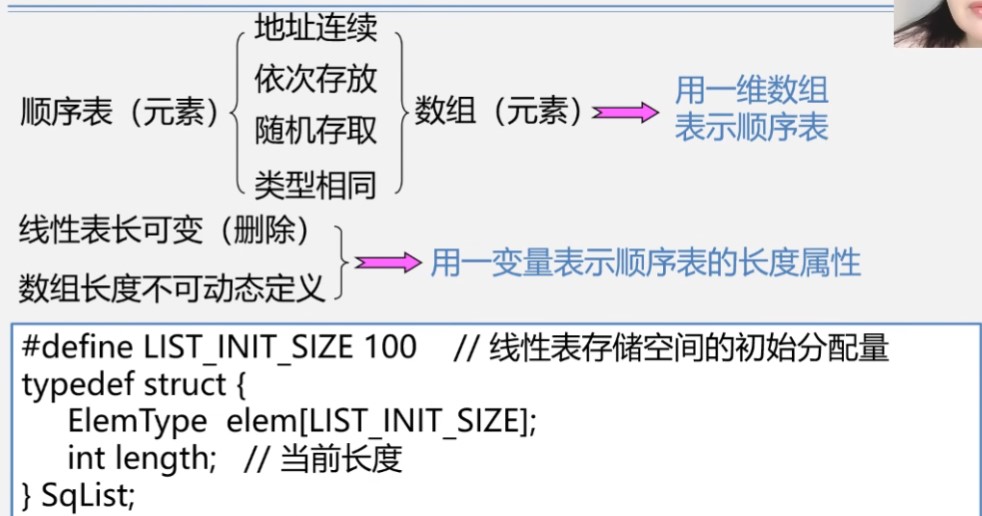 地址连续
依次存放
顺序表（元素）
随机存取
类型相同
数组（元素）
用一维数组
表示顺序表
线性表长可变（删除）
数组长度不可动态定义
用一变量表示顺序表的长度属性
#define LIST_INIT_SIZE 100 // 线性表存储空间的初始分配量
typedef struct {
ElemType elem[LIST_INIT_SIZE];
int length; // 当前长度
} SqList;